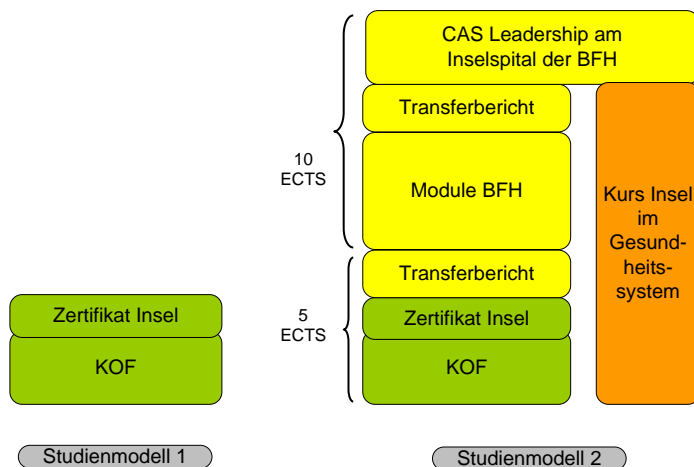 CAS Leadership am
Inselspital der BFH
Transferbericht
10
ECTS
Module BFH
Kurs Insel
im
Gesund-
heits-
system
Transferbericht
5
ECTS
Zertifikat Insel
KOF
Zertifikat Insel
KOF
Studienmodell 1
Studienmodell 2